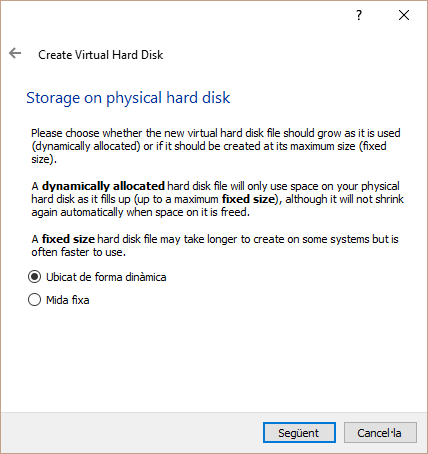 ?
Create Virtual Hard Disk
Storage on physical hard disk
Please choose whether the new virtual hard disk file should grow as it is used
(dynamically allocated) or if it should be created at its maximum size (fixed
size).
A dynamically allocated hard disk file will only use space on your physical
hard disk as it fills up (up to a maximum fixed size), although it will not shrink
again automatically when space on it is freed.
A fixed size hard disk file may take longer to create on some systems but is
often faster to use.
Ubicat de forma dinàmica
Mida fixa
Següent
Cancel·la